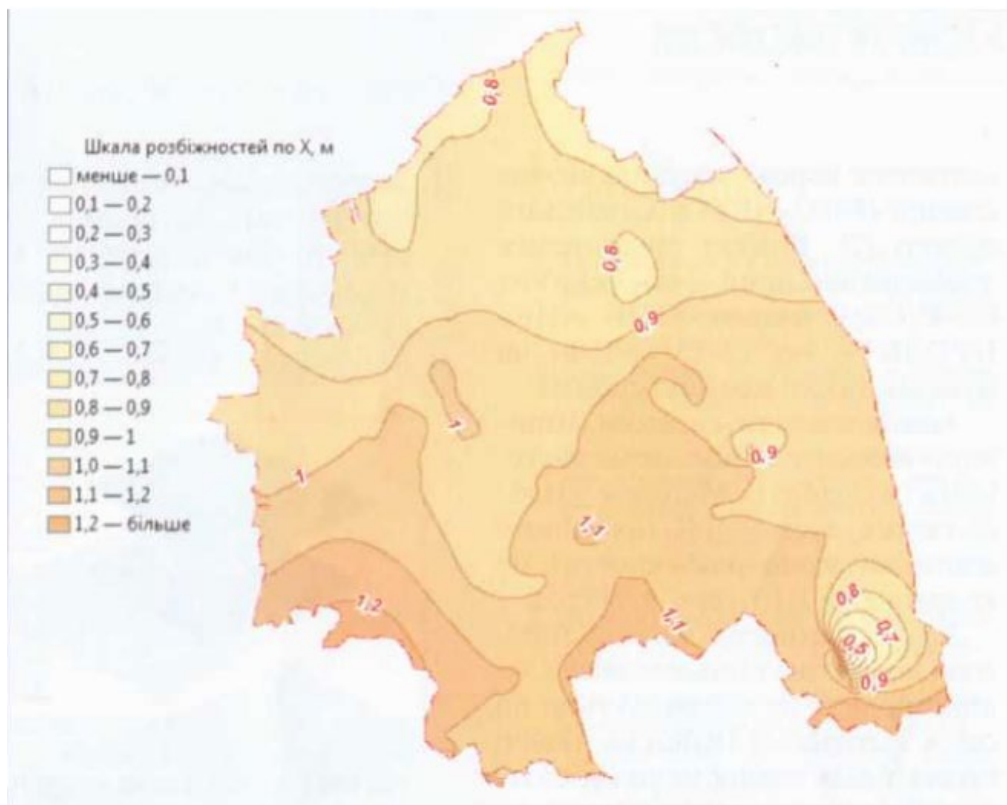 Шкала розбіжностей по X, м
менше — 0,1
0,1 — 0,2
0,2 — 0,3
0,3 — 0,4
0,4 — 0,5
0,5 — 0,6
0,6 — 0,7
0,7 — 0,8
0,8 — 0,9
0,9 — 1
1,0 — 1,1
1,1 — 1,2
1,2 — більше
0,8
0,8
0,9
1
0,9
1
1,1
1,2
1,1
0,8
0,7
0,5
0,9